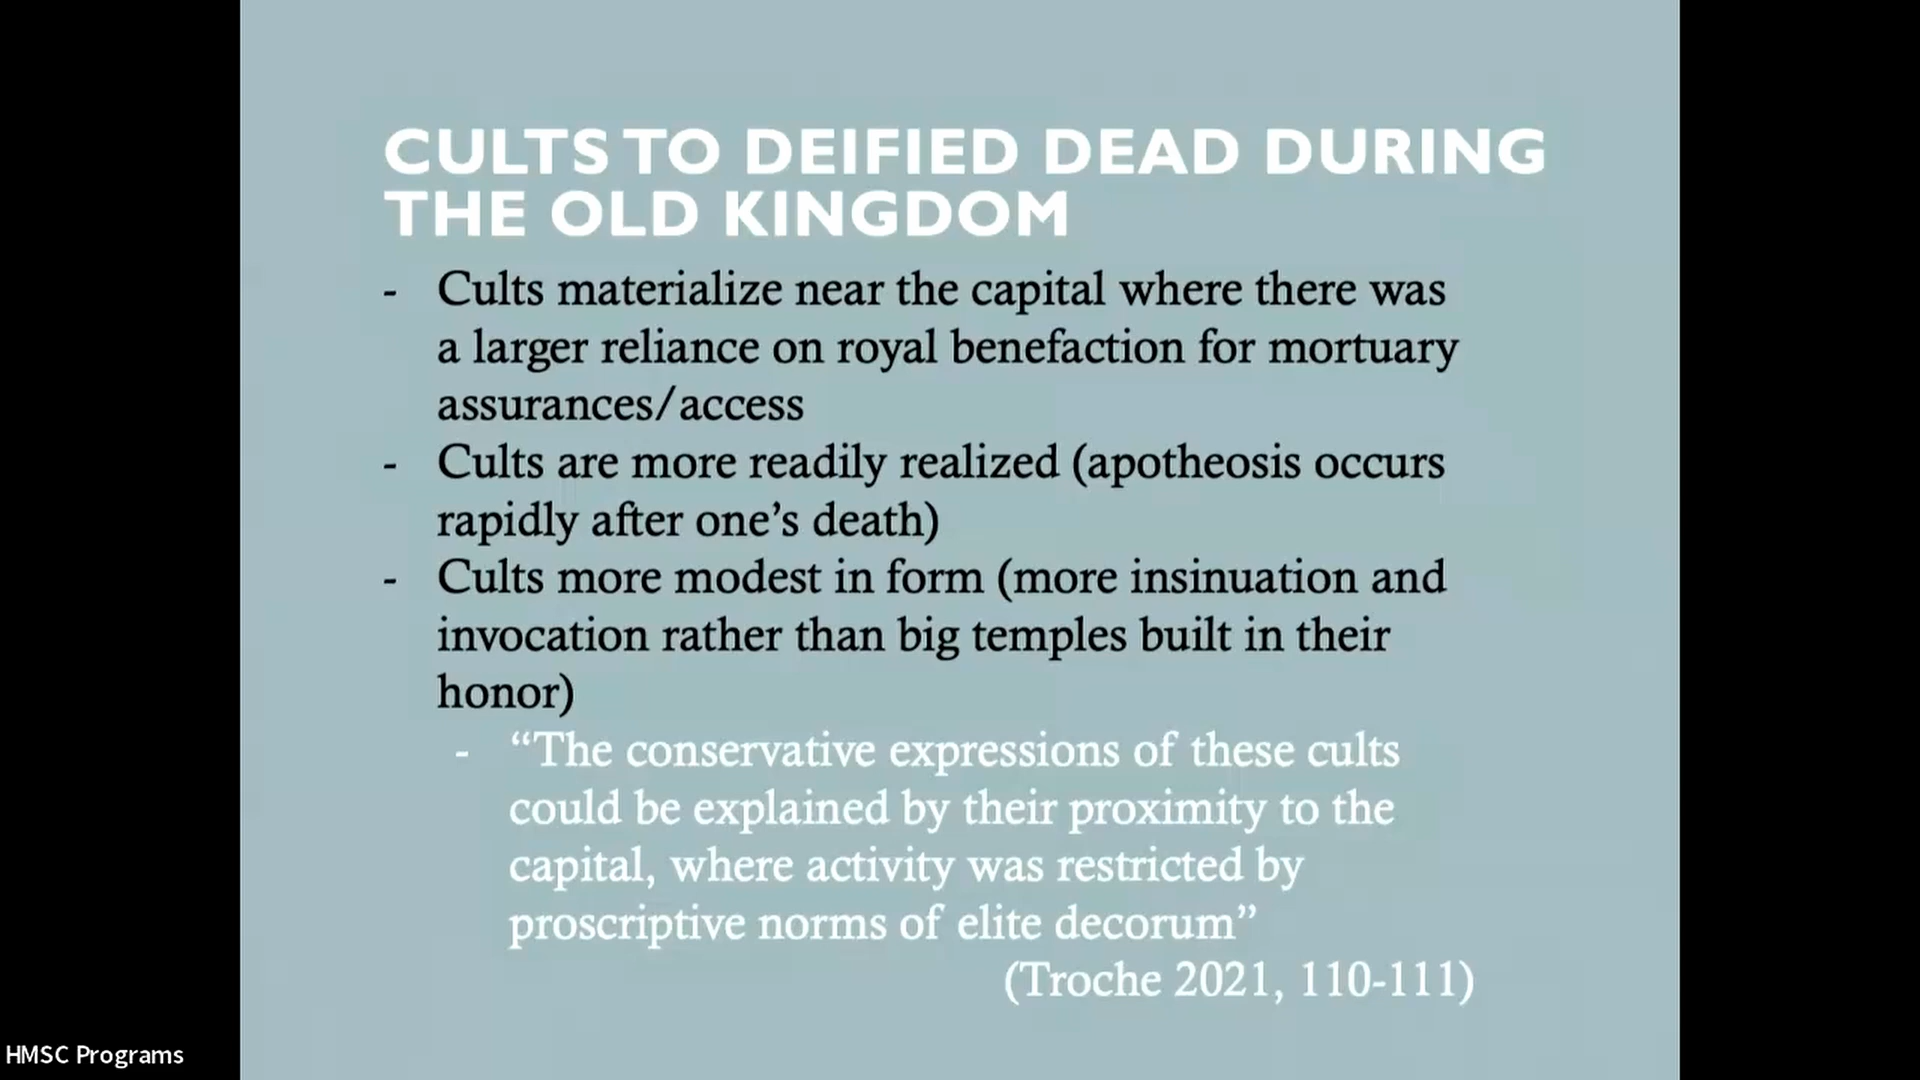 CULTS TO DEIFIED DEAD DURING
THE OLD KINGDOM
- Cults materialize near the capital where there was
a larger reliance on royal benefaction for mortuary
assurances/access
- Cults are more readily realized (apotheosis occurs
rapidly after one’s death)
- Cults more modest in form (more insinuation and
invocation rather than big temples built in their
honor)
- “The conservative expressions of these cults
could be explained by their proximity to the
capital, where activity was restricted by
proscriptive norms of elite decorum”
(Troche 2021, 110-111)
HMSC Programs